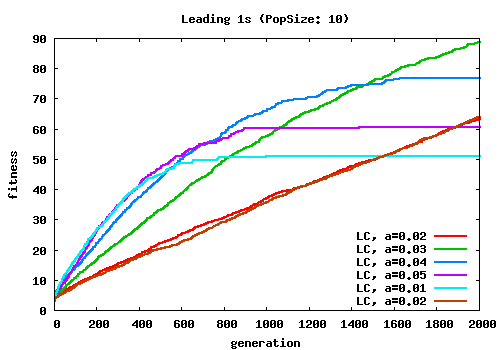 Leading 1s (PopSize: 10)
90
80
70
60
50
40
30
20
10
0
fitness
LC, a=0.02
LC, a=0.03
LC, a=0.04
LC, a=0.05
LC, a=0.01
LC, a=0.02
0 200 400 600 800 1000 1200 1400 1600 1800 2000
generation